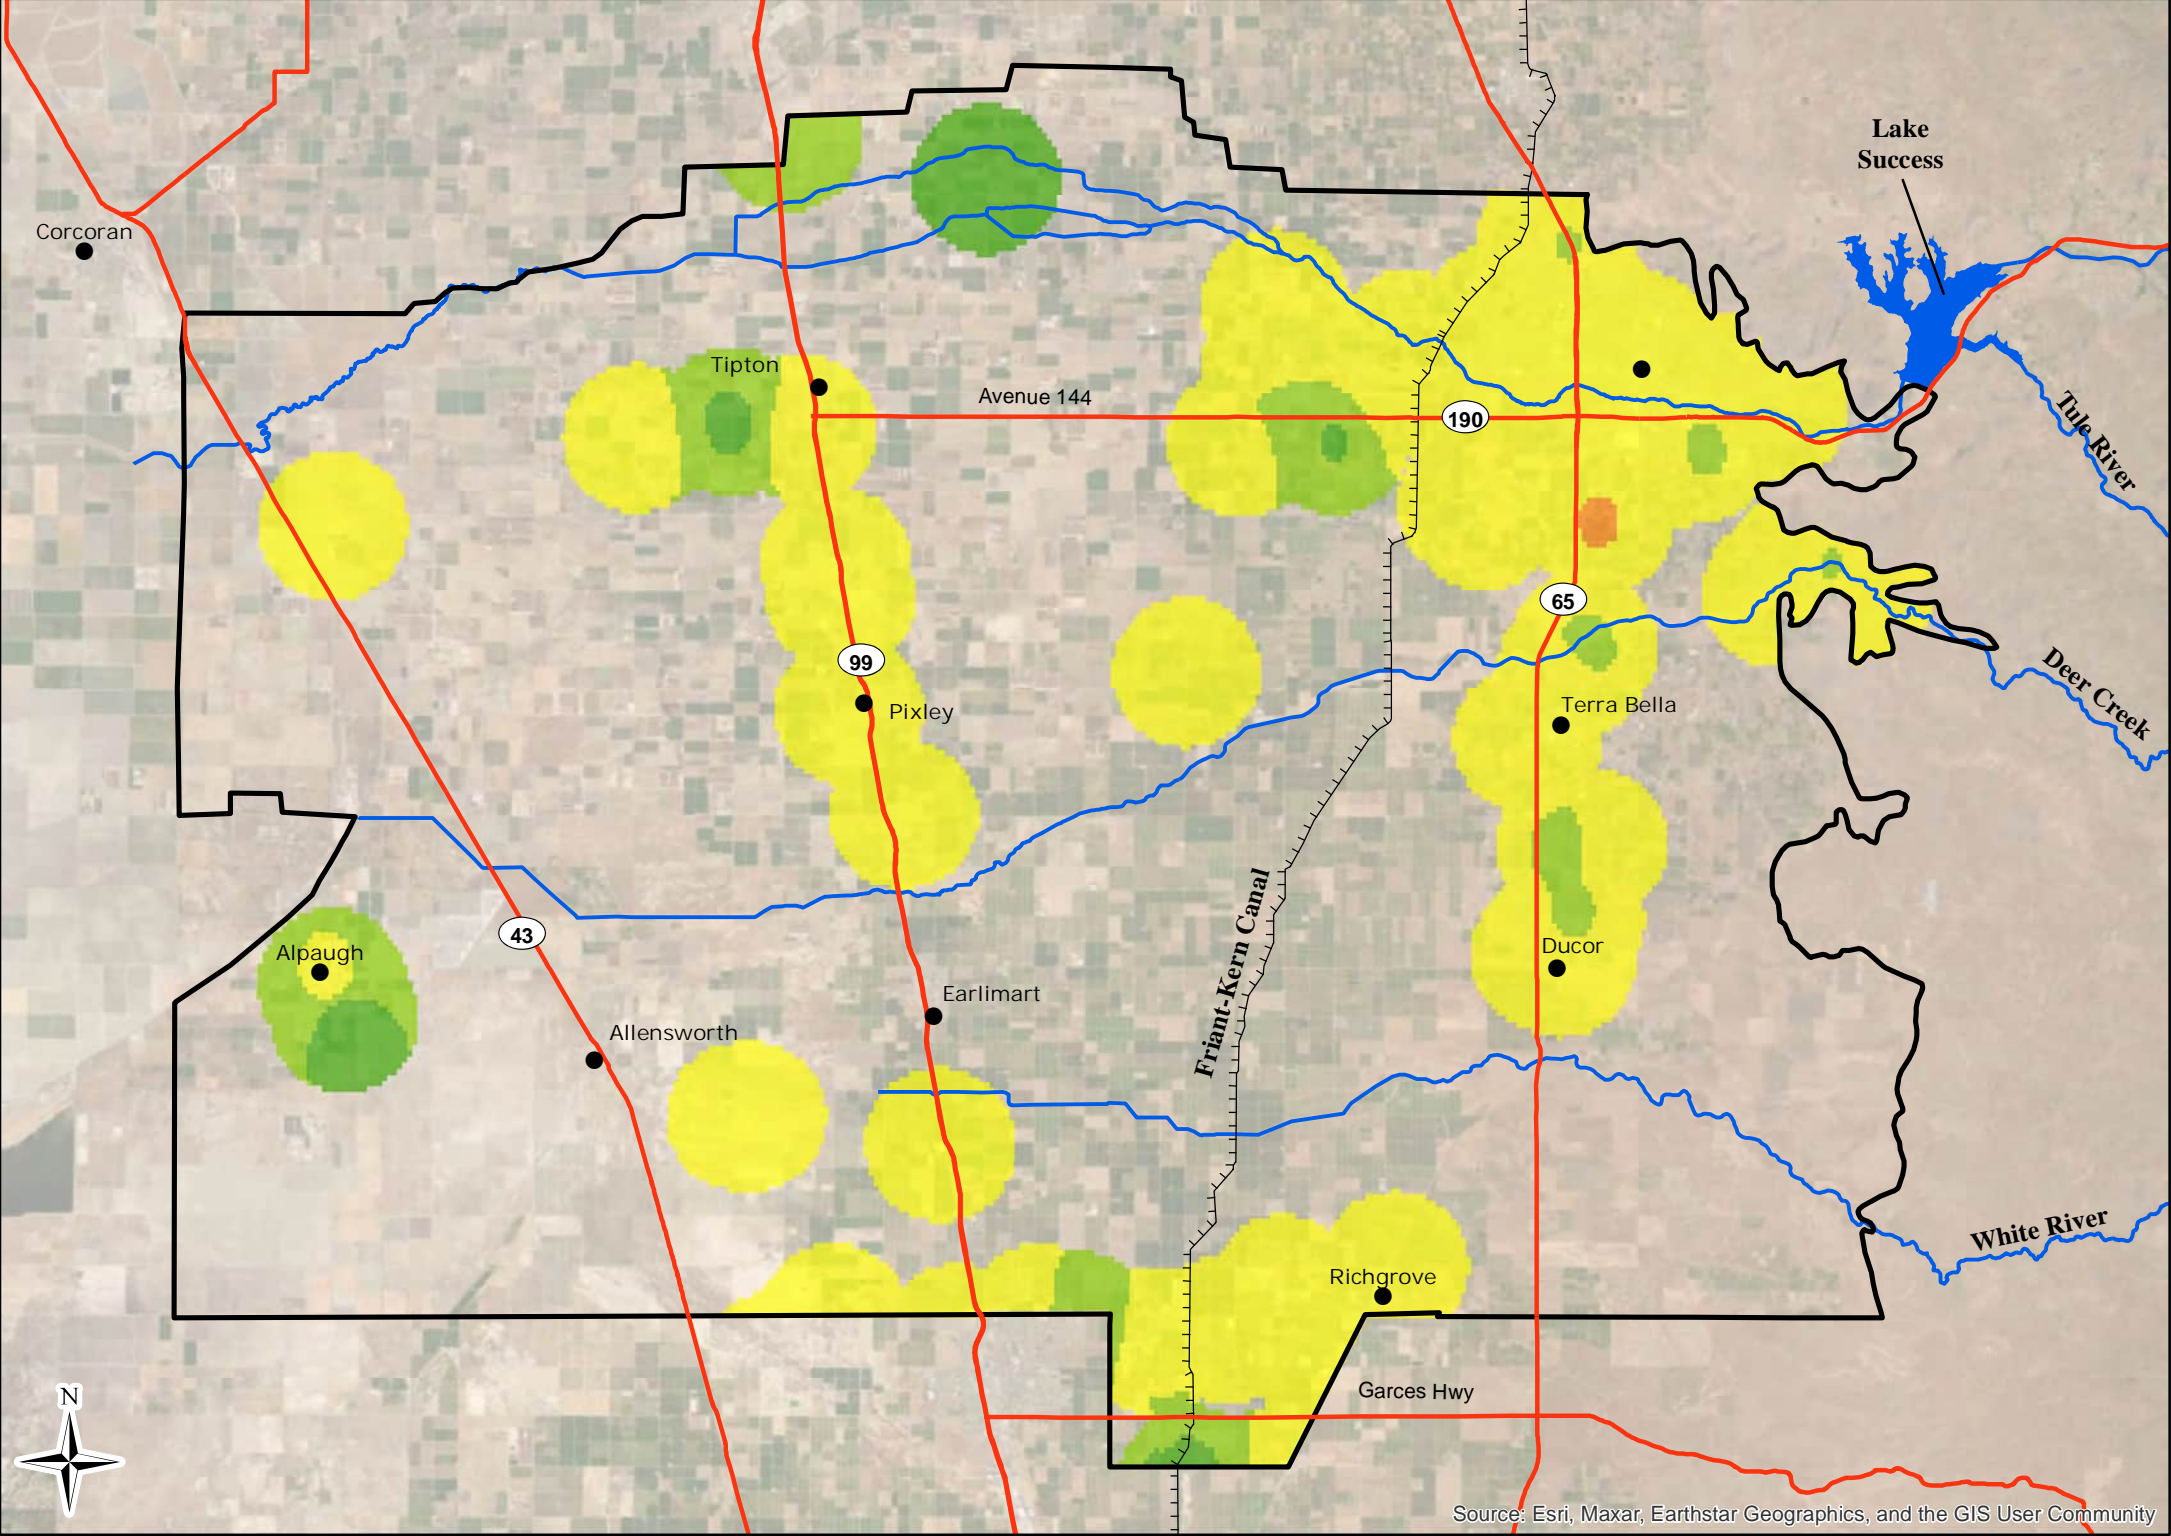 Lake
Success
Corcoran
Tipton
Avenue 144
190
Tule River
65
99
Pixley
Terra Bella
Deer Creek
Friant-Kern Canal
43
Alpaugh
Ducor
Earlimart
Allensworth
White River
Richgrove
Garces Hwy
N
Source: Esri, Maxar, Earthstar Geographics, and the GIS User Community